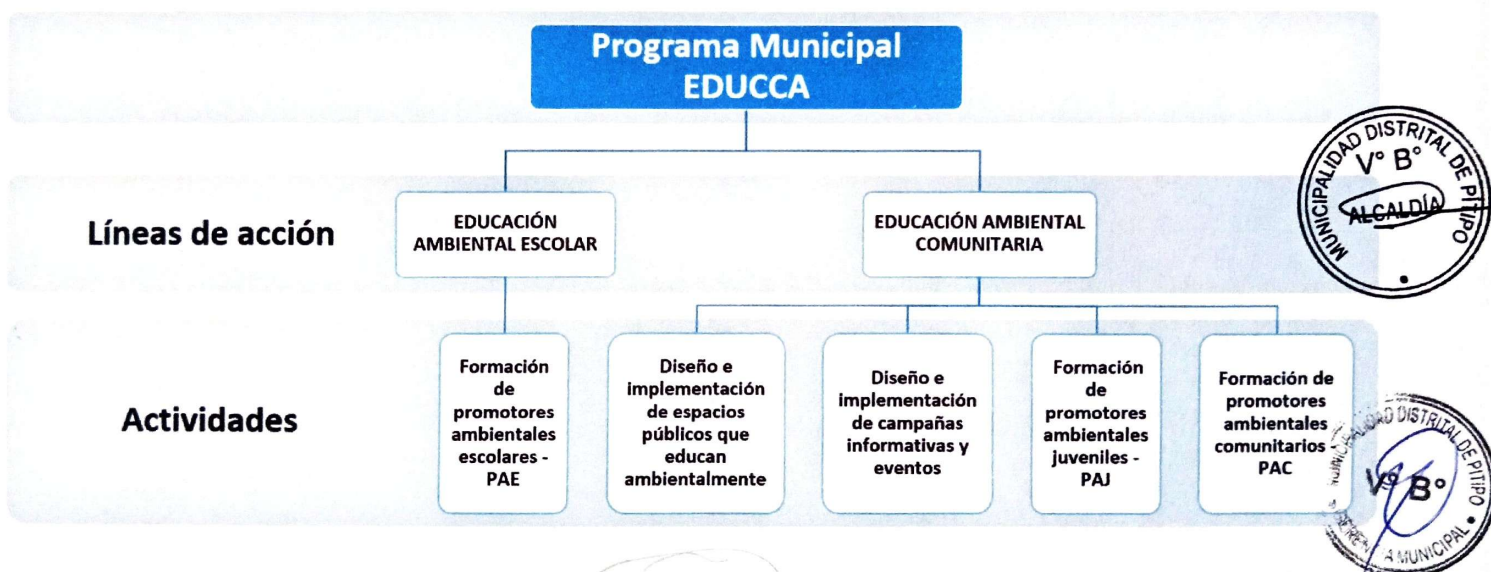 Programa Municipal
EDUCCA
Líneas de acción
EDUCACIÓN
AMBIENTAL ESCOLAR
EDUCACIÓN AMBIENTAL
COMUNITARIA
Actividades
Formación
de
promotores
ambientales
escolares -
PAE
Diseño e
implementación
de espacios
públicos que
educan
ambientalmente
Diseño e
implementación
de campañas
informativas y
eventos
Formación
de
promotores
ambientales
juveniles -
PAJ
Formación de
promotores
ambientales
comunitarios -
PAC
MUNICIPALIDAD DISTRITAL DE PITIPO
V° B°
ALCALDÍA
DISTRITAL DE PITIPO
V° B°
MUNICIPAL